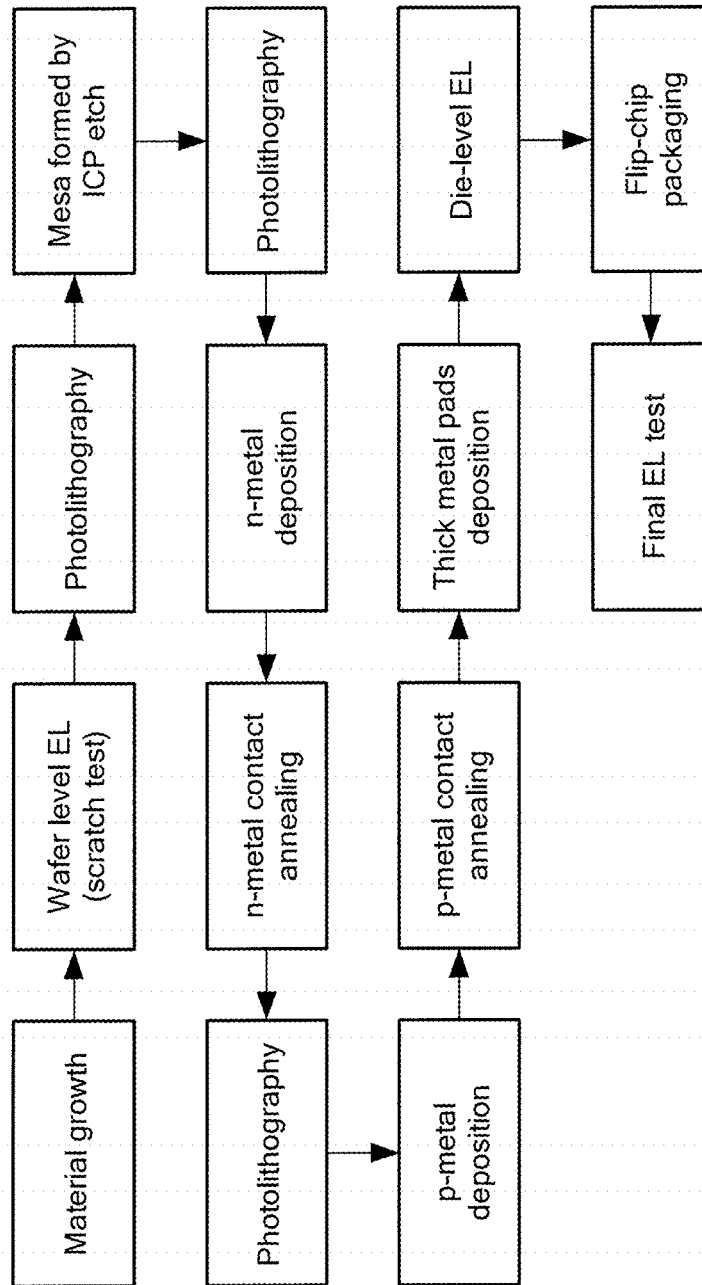 Material growth
Wafer level EL
(scratch test)
Photolithography
Mesa formed by
ICP etch
Photolithography
n-metal
deposition
n-metal contact
annealing
Photolithography
p-metal
deposition
p-metal contact
annealing
Thick metal pads
deposition
Die-level EL
Flip-chip
packaging
Final EL test